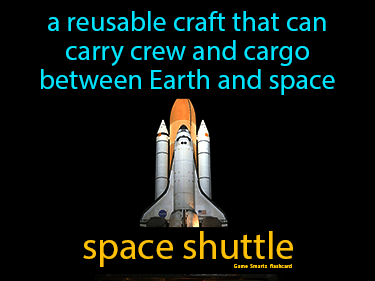 a reusable craft that can
carry crew and cargo
between Earth and space
space shuttle
Game Smartz flashcard